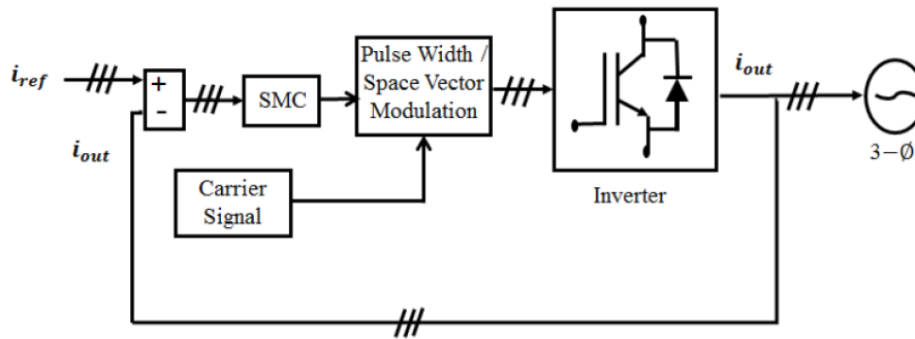 i_ref
+
-
i_out
SMC
Pulse Width /
Space Vector
Modulation
Carrier
Signal
Inverter
i_out
3-Ø